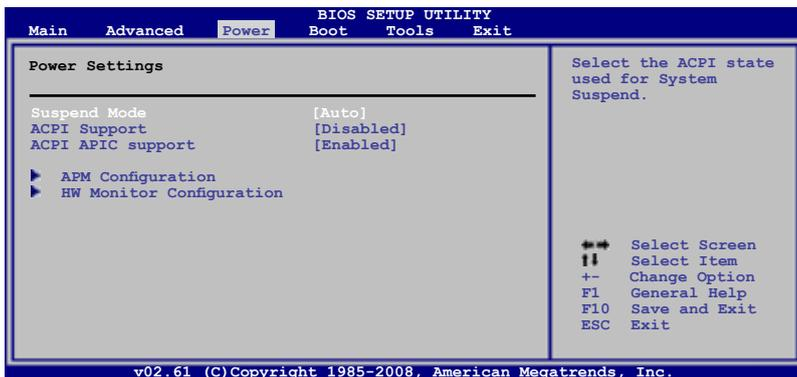 BIOS SETUP UTILITY
Main Advanced Power Boot Tools Exit
Power Settings
Suspend Mode [Auto]
ACPI Support [Disabled]
ACPI APIC support [Enabled]
APM Configuration
HW Monitor Configuration
Select the ACPI state
used for System
Suspend.
Select Screen
Select Item
+- Change Option
F1 General Help
F10 Save and Exit
ESC Exit
v02.61 (C)Copyright 1985-2008, American Megatrends, Inc.